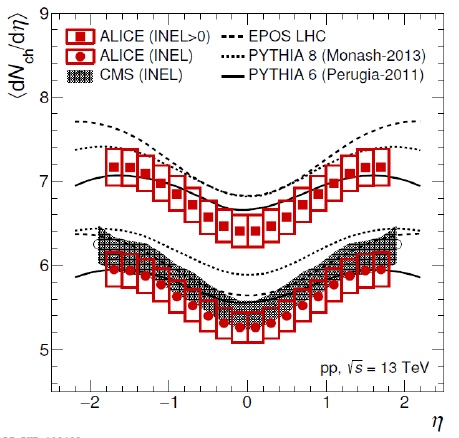 ⟨dN_ch/dη⟩
9
8
7
6
5
ALICE (INEL>0)
ALICE (INEL)
CMS (INEL)
EPOS LHC
PYTHIA 8 (Monash-2013)
PYTHIA 6 (Perugia-2011)
pp, √s = 13 TeV
−2 −1 0 1 2
η